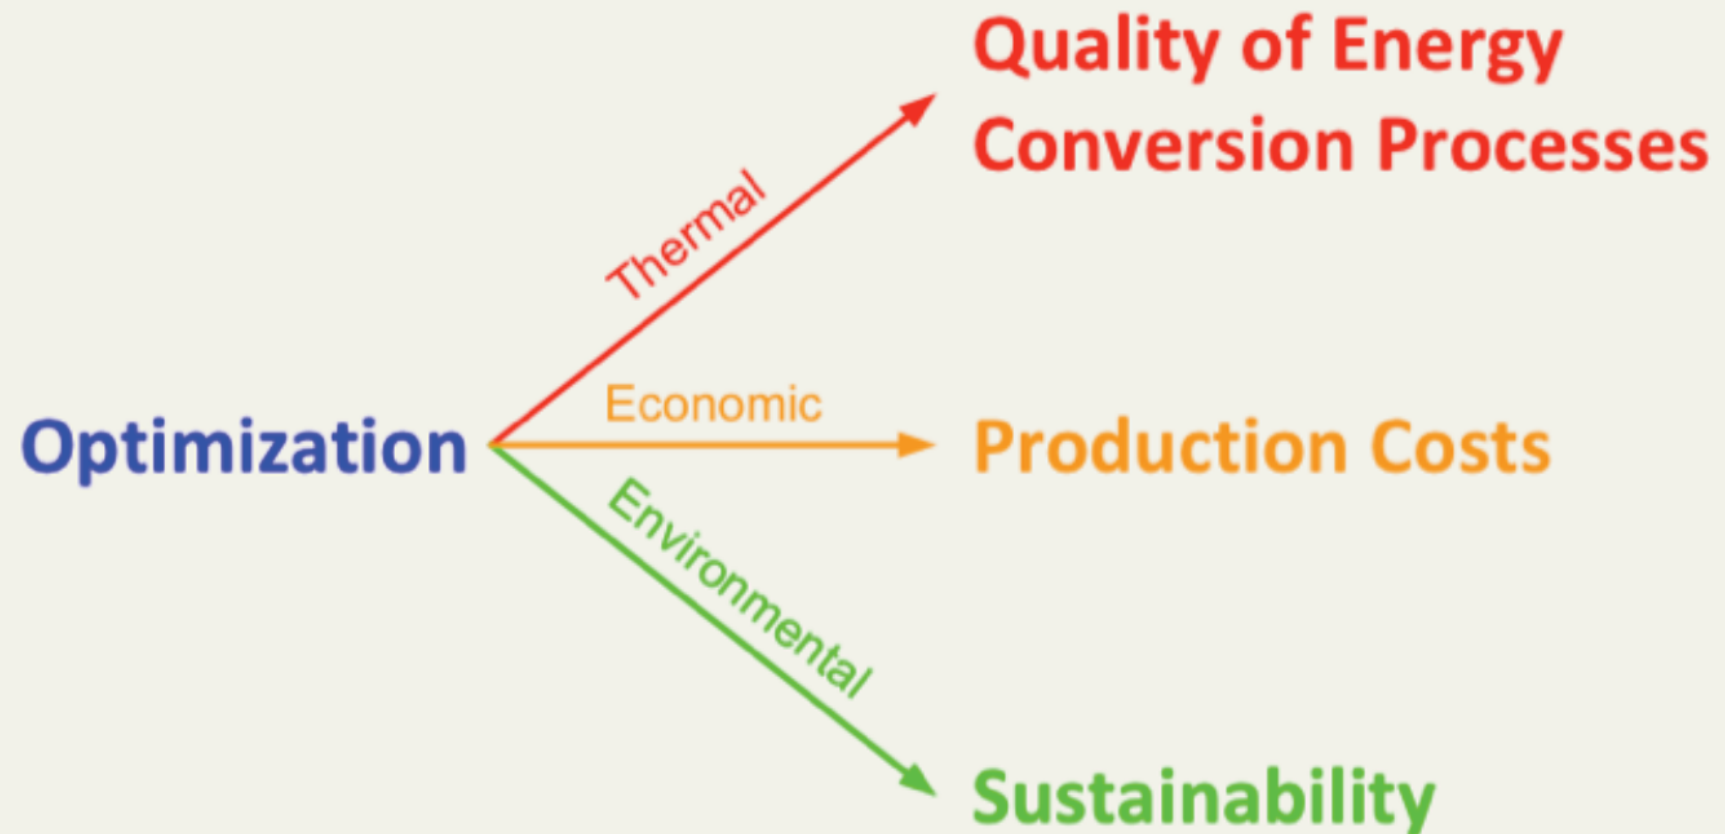 Quality of Energy
Conversion Processes
Thermal
Economic
Optimization
Production Costs
Environmental
Sustainability